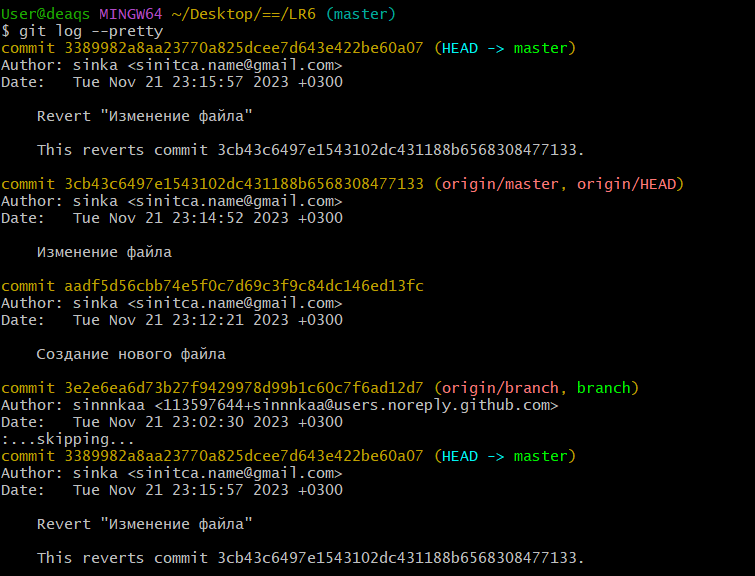 User@deaqs MINGW64 ~/Desktop/==/LR6 (master)
$ git log --pretty
commit 3389982a8aa23770a825dcee7d643e422be60a07 (HEAD -> master)
Author: sinka <sinitca.name@gmail.com>
Date:   Tue Nov 21 23:15:57 2023 +0300
Revert "Изменение файла"
This reverts commit 3cb43c6497e1543102dc431188b6568308477133.
commit 3cb43c6497e1543102dc431188b6568308477133 (origin/master, origin/HEAD)
Author: sinka <sinitca.name@gmail.com>
Date:   Tue Nov 21 23:14:52 2023 +0300
Изменение файла
commit aadf5d56cbb74e5f0c7d69c3f9c84dc146ed13fc
Author: sinka <sinitca.name@gmail.com>
Date:   Tue Nov 21 23:12:21 2023 +0300
Создание нового файла
commit 3e2e6ea6d73b27f9429978d99b1c60c7f6ad12d7 (origin/branch, branch)
Author: sinnnkaa <113597644+sinnnkaa@users.noreply.github.com>
Date:   Tue Nov 21 23:02:30 2023 +0300
:...skipping...
commit 3389982a8aa23770a825dcee7d643e422be60a07 (HEAD -> master)
Author: sinka <sinitca.name@gmail.com>
Date:   Tue Nov 21 23:15:57 2023 +0300
Revert "Изменение файла"
This reverts commit 3cb43c6497e1543102dc431188b6568308477133.